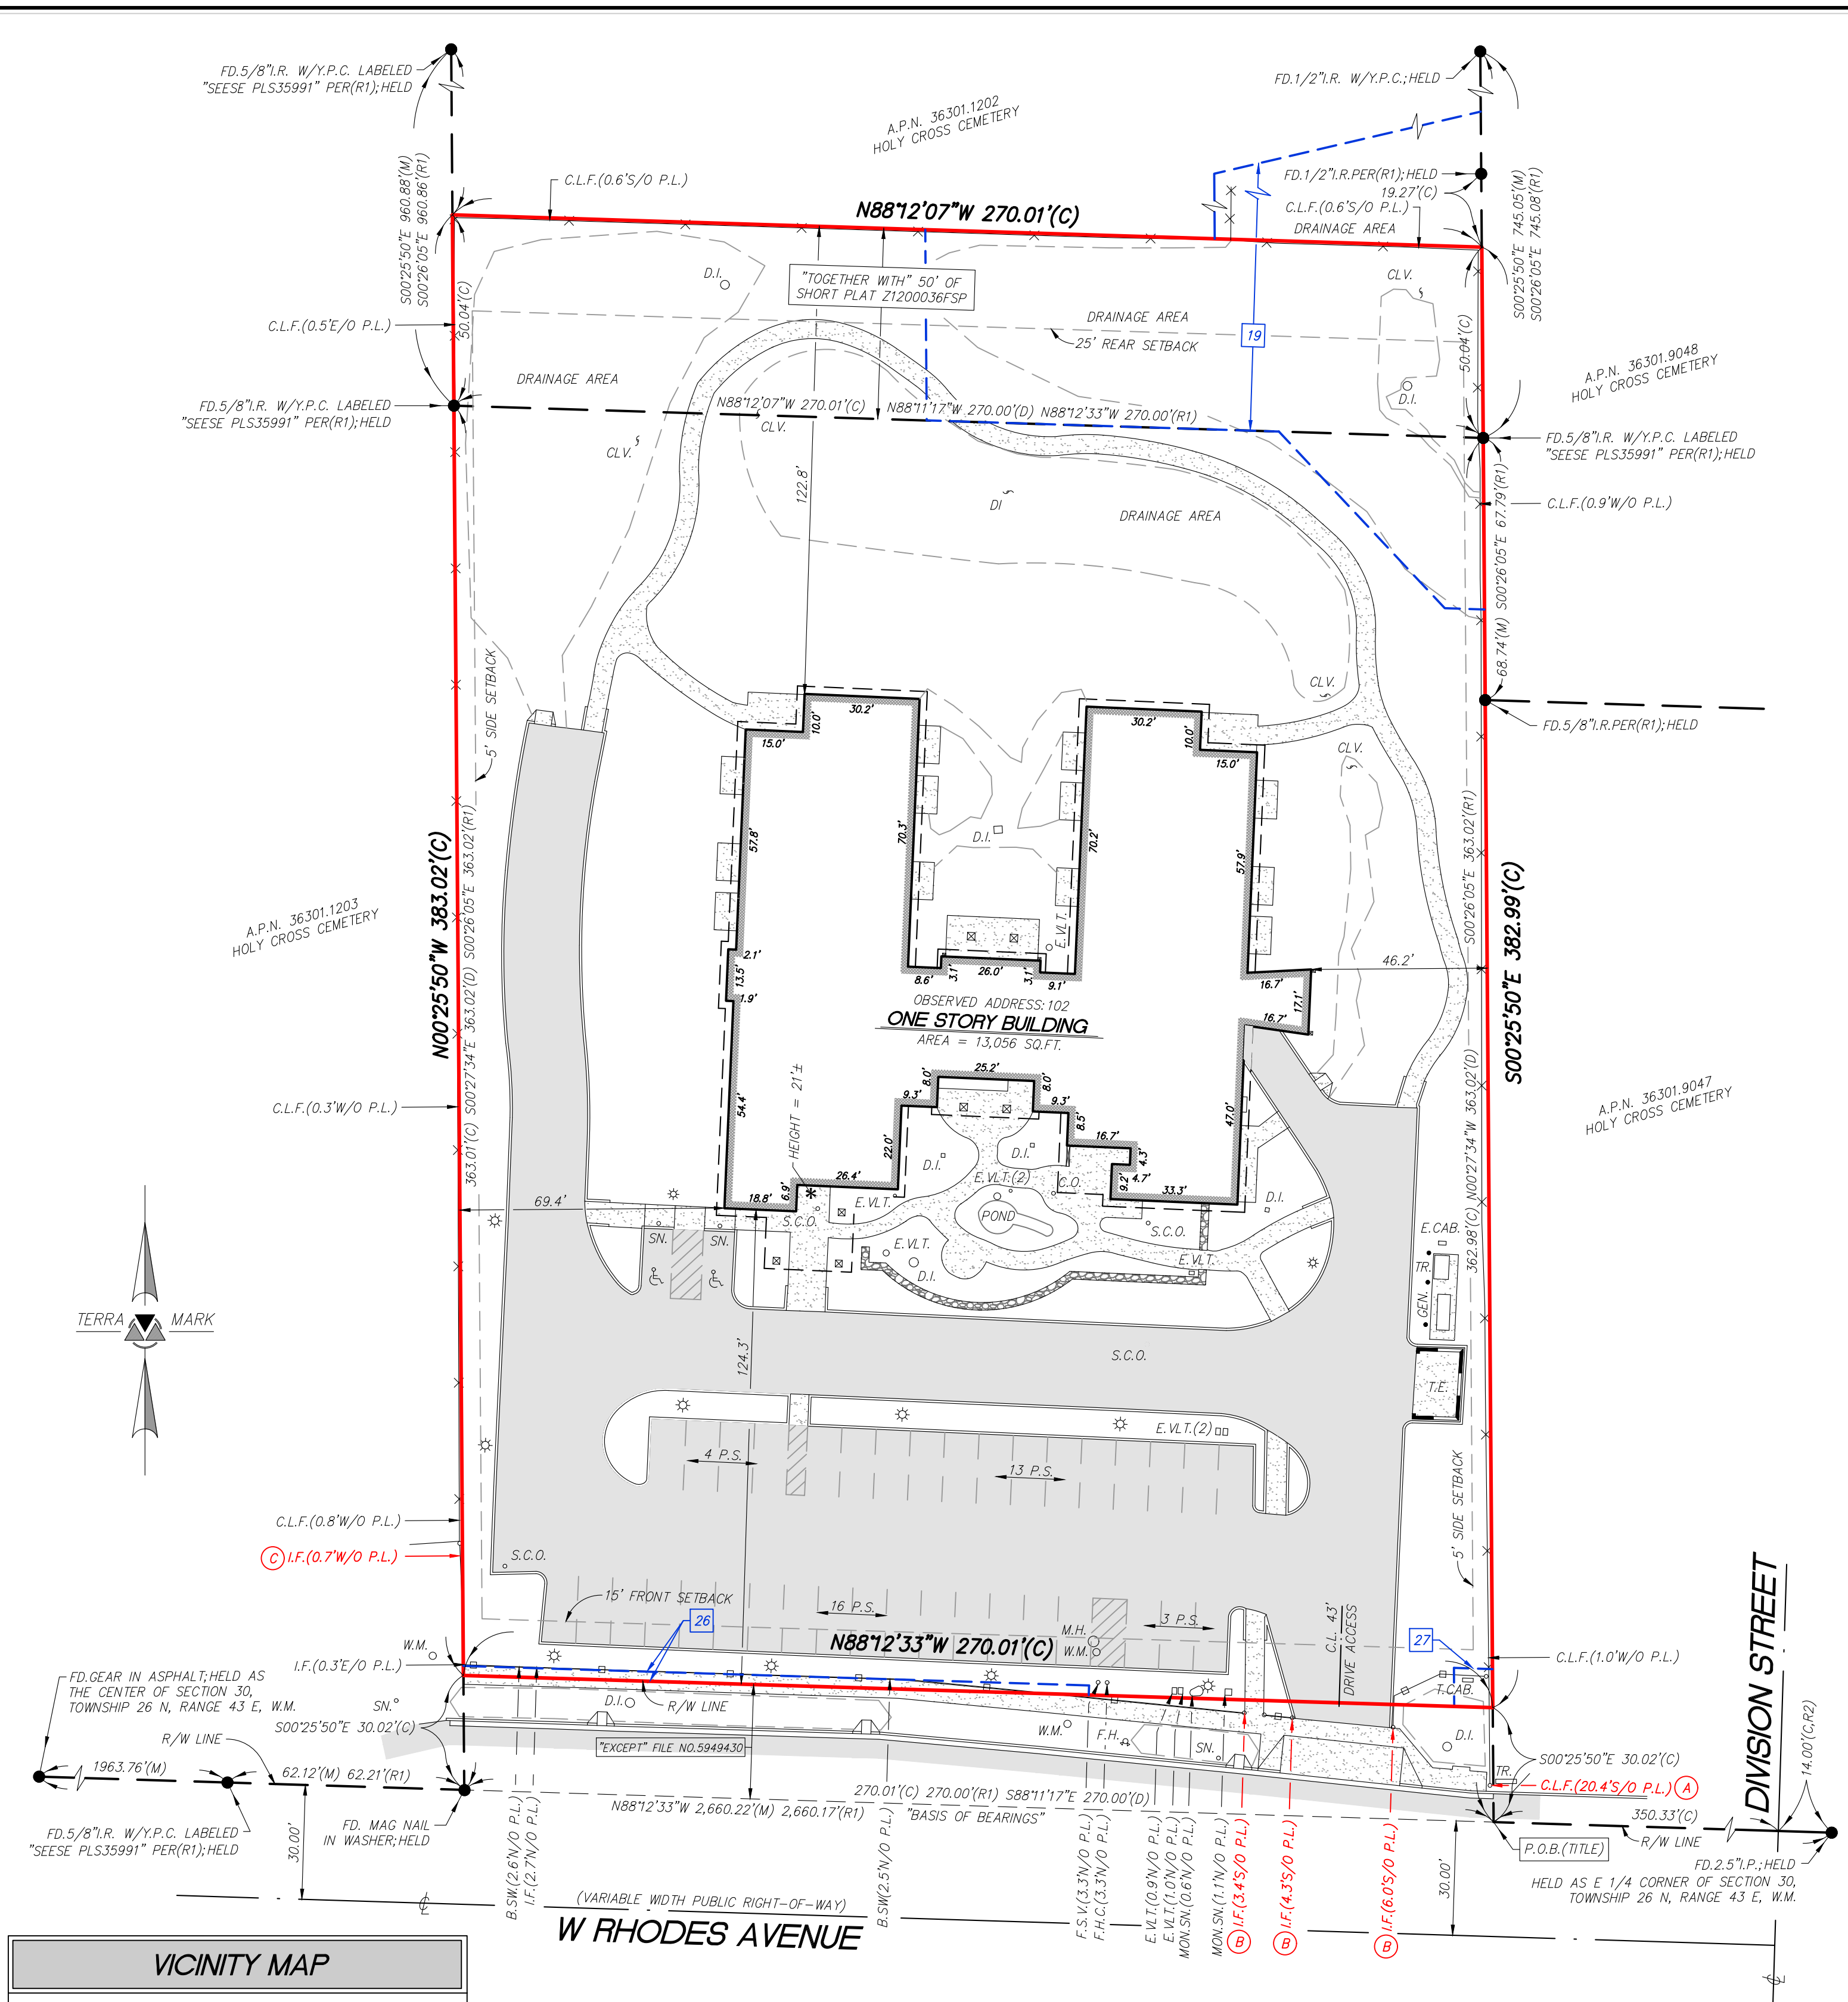 FD.5/8"I.R. W/Y.P.C. LABELED
"SEESE PLS35991" PER(R1);HELD
FD.1/2"I.R. W/Y.P.C.;HELD
A.P.N. 36301.1202
HOLY CROSS CEMETERY
S00°25'50"E 960.88'(M)
S00°26'05"E 960.86'(R1)
C.L.F.(0.6'S/O P.L.)
N88°12'07"W 270.01'(C)
FD.1/2"I.R.PER(R1);HELD
19.27'(C)
C.L.F.(0.6'S/O P.L.)
DRAINAGE AREA
S00°25'50"E 745.05'(M)
S00°26'05"E 745.08'(R1)
D.I.
"TOGETHER WITH" 50' OF
SHORT PLAT Z1200036FSP
CLV.
C.L.F.(0.5'E/O P.L.)
50.04'(C)
DRAINAGE AREA
25' REAR SETBACK
19
50.04'(C)
A.P.N. 36301.9048
HOLY CROSS CEMETERY
DRAINAGE AREA
D.I.
FD.5/8"I.R. W/Y.P.C. LABELED
"SEESE PLS35991" PER(R1);HELD
N88°12'07"W 270.01'(C)
N88°11'17"W 270.00'(D) N88°12'33"W 270.00'(R1)
CLV.
CLV.
FD.5/8"I.R. W/Y.P.C. LABELED
"SEESE PLS35991" PER(R1);HELD
122.8'
DI
DRAINAGE AREA
C.L.F.(0.9'W/O P.L.)
68.74'(M) S00°26'05"E 67.79'(R1)
5' SIDE SETBACK
CLV.
FD.5/8"I.R.PER(R1);HELD
30.2'
10.0'
15.0'
30.2'
10.0'
15.0'
CLV.
57.8'
70.3'
D.I.
70.2'
57.9'
N00°25'50"W 383.02'(C)
363.01'(C) S00°27'34"E 363.02'(D) S00°26'05"E 363.02'(R1)
A.P.N. 36301.1203
HOLY CROSS CEMETERY
S00°25'50"E 382.99'(C)
362.98'(C) N00°27'34"W 363.02'(D)
S00°26'05"E 363.02'(R1)
E.VLT.
2.1'
13.5'
1.9'
8.6'
3.1'
26.0'
3.1'
9.1'
46.2'
16.7'
17.1'
16.7'
OBSERVED ADDRESS:102
ONE STORY BUILDING
AREA = 13,056 SQ.FT.
C.L.F.(0.3'W/O P.L.)
A.P.N. 36301.9047
HOLY CROSS CEMETERY
54.4'
HEIGHT = 21'±
25.2'
8.0'
8.0'
9.3'
9.3'
8.5'
22.0'
47.0'
16.7'
4.3'
4.7'
9.2'
33.3'
D.I.
D.I.
E.VLT.(2)
C.O.
26.4'
6.9'
18.8'
69.4'
E.VLT.
S.C.O.
POND
S.C.O.
D.I.
SN.
SN.
E.VLT.
D.I.
E.VLT.
E.CAB.
TR.
GEN.
TERRA MARK
124.3'
S.C.O.
T.E.
E.VLT.(2)
4 P.S.
13 P.S.
5' SIDE SETBACK
C.L.F.(0.8'W/O P.L.)
C I.F.(0.7'W/O P.L.)
S.C.O.
15' FRONT SETBACK
26
16 P.S.
3 P.S.
M.H.
W.M.
N88°12'33"W 270.01'(C)
C.L. 43'
DRIVE ACCESS
27
DIVISION STREET
W.M.
I.F.(0.3'E/O P.L.)
C.L.F.(1.0'W/O P.L.)
T.CAB.
FD.GEAR IN ASPHALT;HELD AS
THE CENTER OF SECTION 30,
TOWNSHIP 26 N, RANGE 43 E, W.M.
SN.
D.I.
R/W LINE
W.M.
F.H.
SN.
D.I.
S00°25'50"E 30.02'(C)
R/W LINE
"EXCEPT" FILE NO.5949430
S00°25'50"E 30.02'(C)
14.00'(C,R2)
TR.
1963.76'(M)
62.12'(M) 62.21'(R1)
C.L.F.(20.4'S/O P.L.) A
270.01'(C) 270.00'(R1) S88°11'17"E 270.00'(D)
N88°12'33"W 2,660.22'(M) 2,660.17'(R1)
"BASIS OF BEARINGS"
350.33'(C)
R/W LINE
FD. MAG NAIL
IN WASHER;HELD
FD.5/8"I.R. W/Y.P.C. LABELED
"SEESE PLS35991" PER(R1);HELD
30.00'
P.O.B.(TITLE)
FD.2.5"I.P.;HELD
HELD AS E 1/4 CORNER OF SECTION 30,
TOWNSHIP 26 N, RANGE 43 E, W.M.
30.00'
B.SW.(2.6'N/O P.L.)
I.F.(2.7'N/O P.L.)
B.SW(2.5'N/O P.L.)
F.S.V.(3.3'N/O P.L.)
F.H.C.(3.3'N/O P.L.)
E.VLT.(0.9'N/O P.L.)
E.VLT.(1.0'N/O P.L.)
MON.SN.(0.6'N/O P.L.)
MON.SN.(1.1'N/O P.L.)
B I.F.(3.4'S/O P.L.)
B I.F.(4.3'S/O P.L.)
B I.F.(6.0'S/O P.L.)
(VARIABLE WIDTH PUBLIC RIGHT-OF-WAY)
W RHODES AVENUE
VICINITY MAP